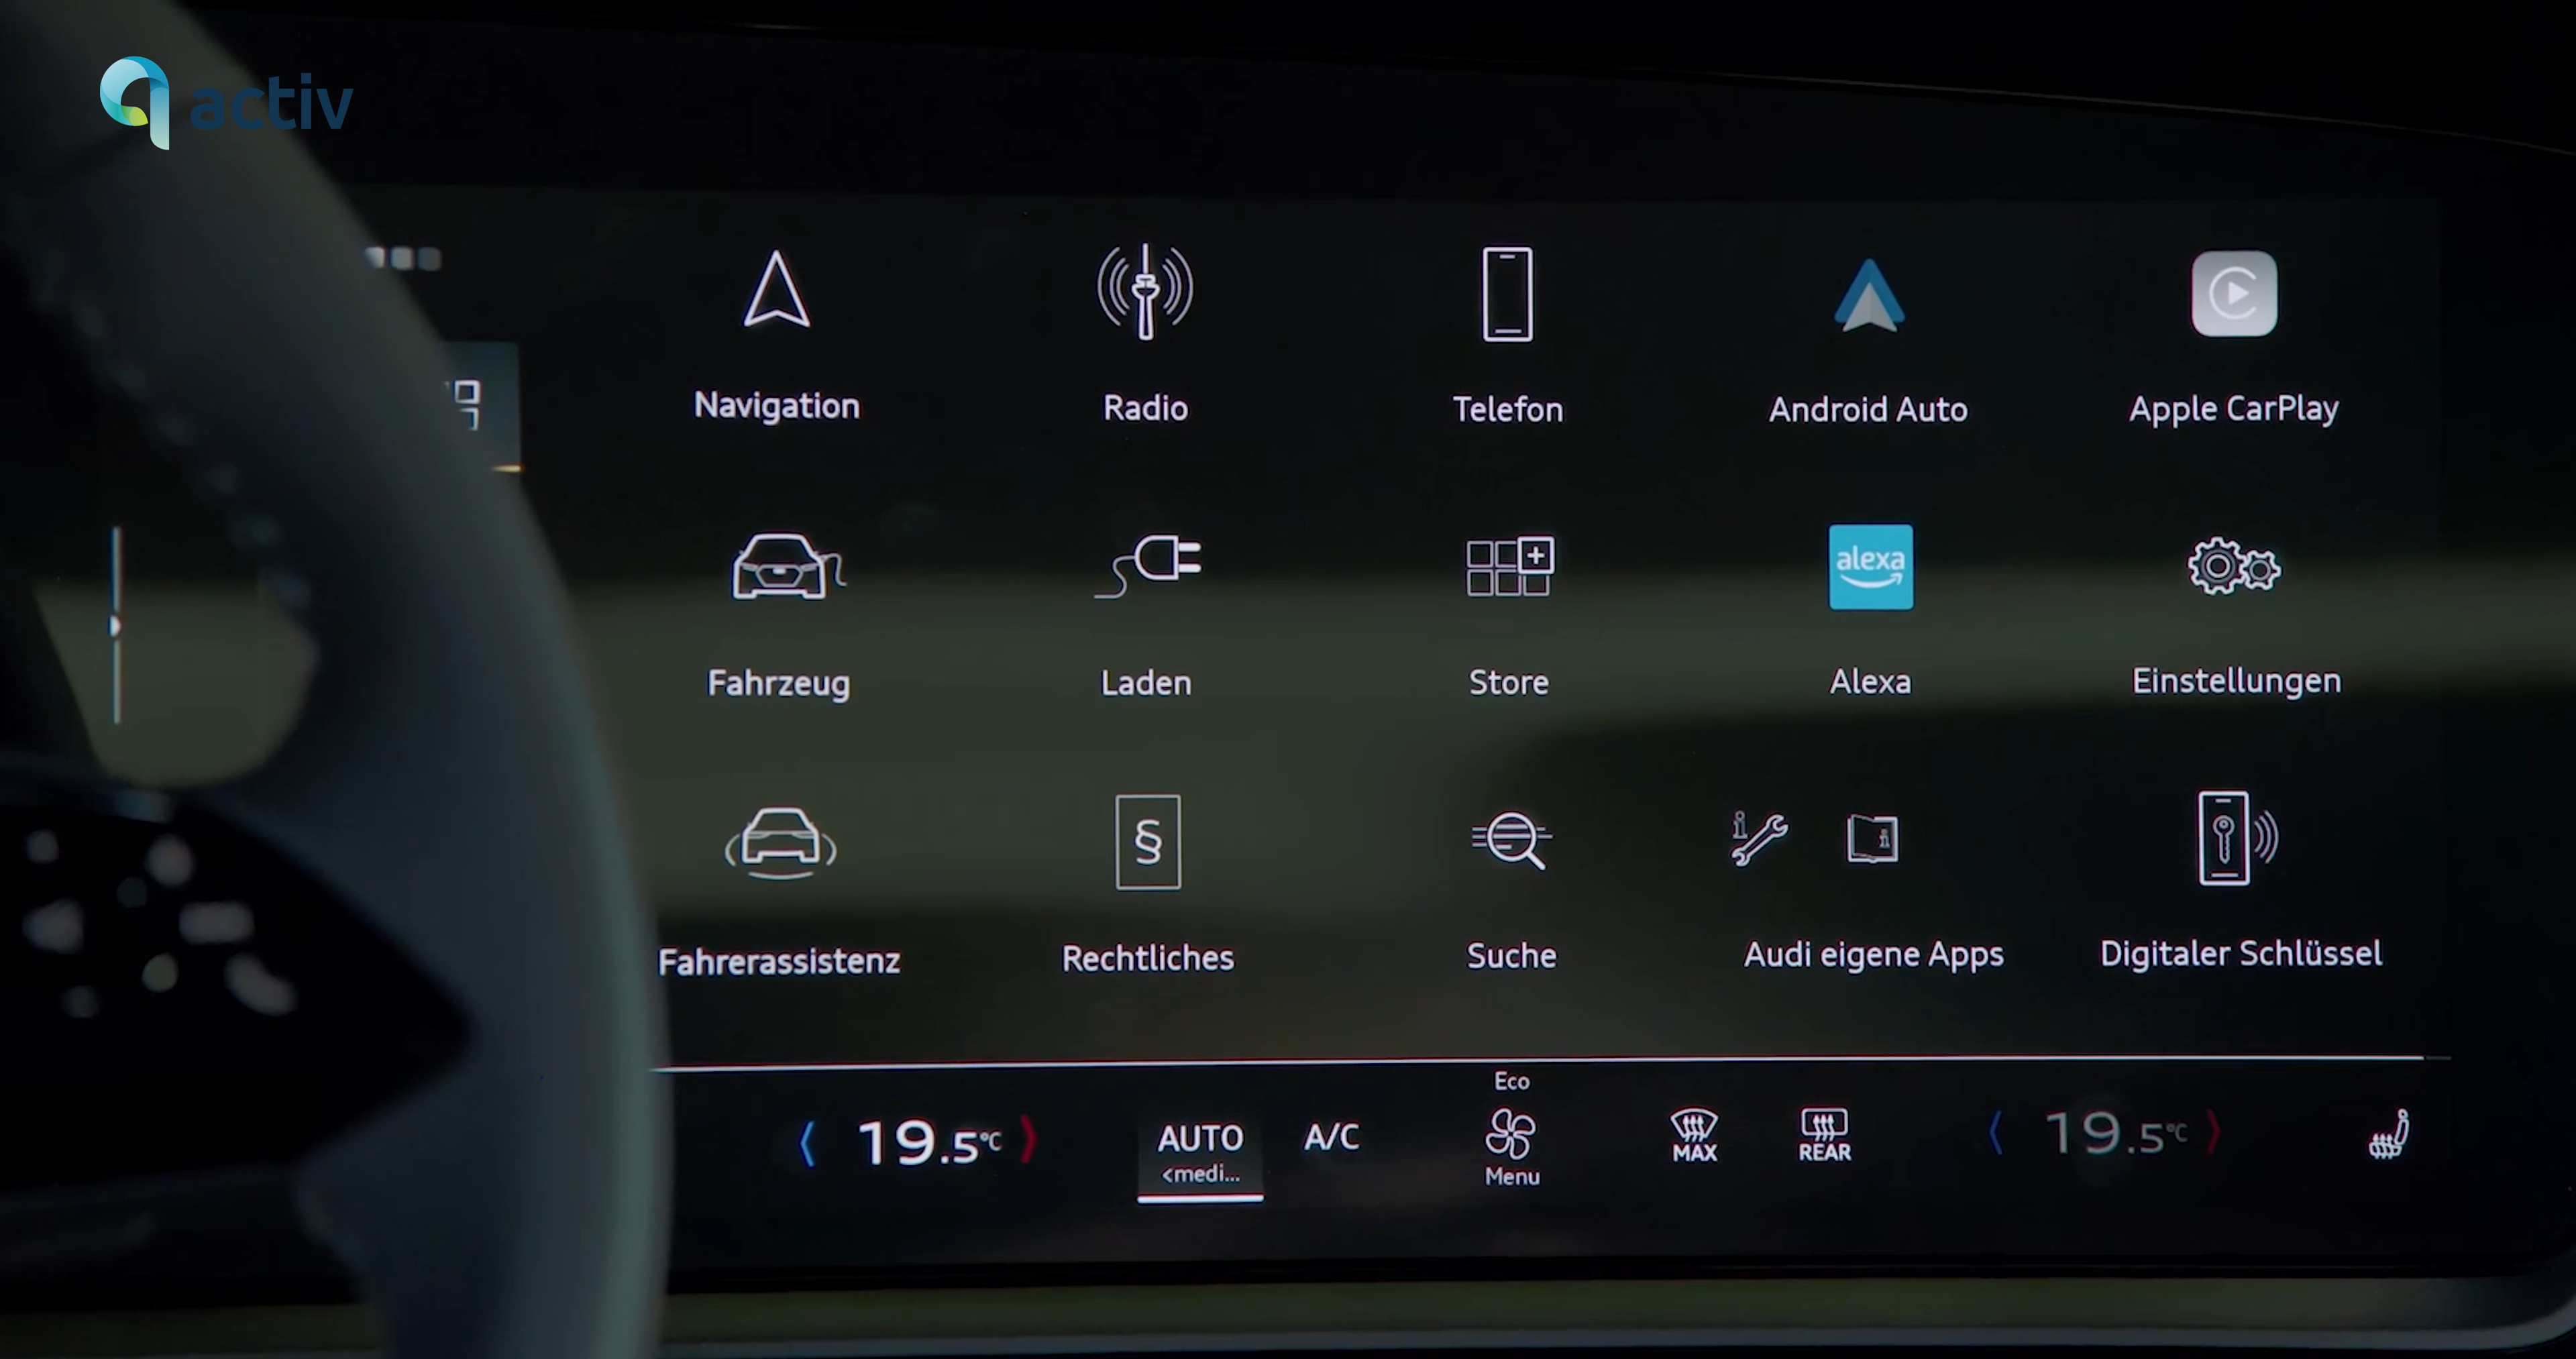 activ
Navigation
Radio
Telefon
Android Auto
Apple CarPlay
alexa
Fahrzeug
Laden
Store
Alexa
Einstellungen
§
Fahrerassistenz
Rechtliches
Suche
Audi eigene Apps
Digitaler Schlüssel
19.5°C
AUTO
<medi...
A/C
Eco
Menu
MAX
REAR
19.5°C